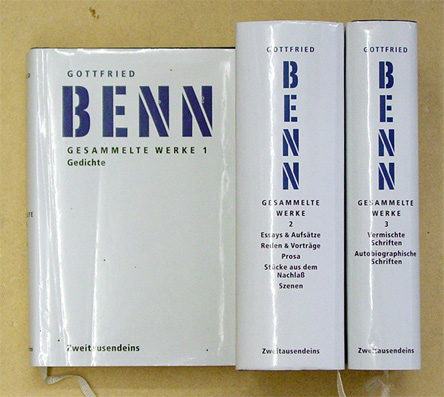 GOTTFRIED
BENN
GESAMMELTE WERKE 1
Gedichte
Zweitausendeins
GOTTFRIED
BENN
GESAMMELTE
WERKE
2
Essays & Aufsätze
Reden & Vorträge
Prosa
Stücke aus dem
Nachlaß
Szenen
Zweitausendeins
GOTTFRIED
BENN
GESAMMELTE
WERKE
3
Vermischte
Schriften
Autobiographische
Schriften
Zweitausendeins